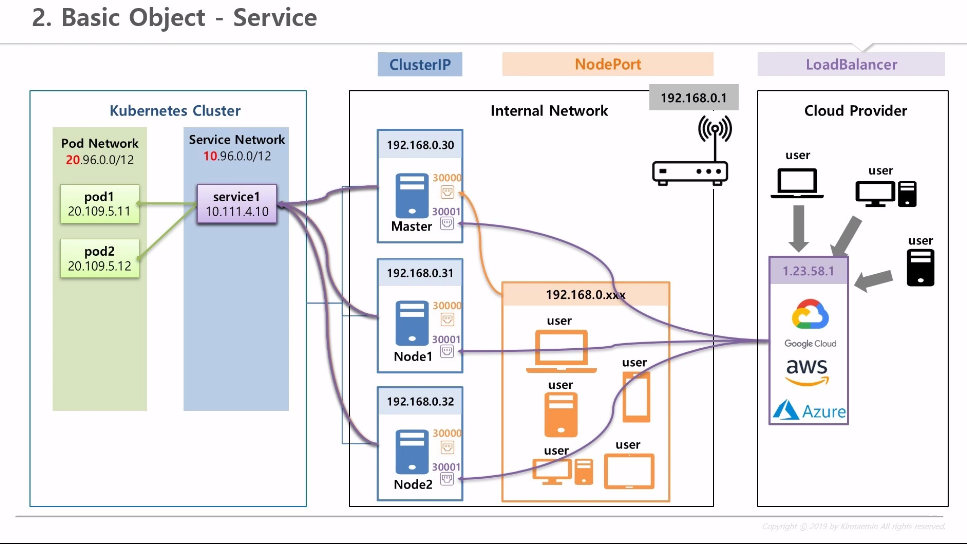 2. Basic Object - Service
ClusterIP
NodePort
LoadBalancer
Kubernetes Cluster
Pod Network
20.96.0.0/12
Service Network
10.96.0.0/12
pod1
20.109.5.11
pod2
20.109.5.12
service1
10.111.4.10
Internal Network
192.168.0.1
192.168.0.30
30000
30001
Master
192.168.0.31
30000
30001
Node1
192.168.0.32
30000
30001
Node2
192.168.0.xxx
user
user
user
user
user
Cloud Provider
user
user
user
1.23.58.1
Google Cloud
aws
Azure
Copyright © 2019 by Kimtaemin All rights reserved.